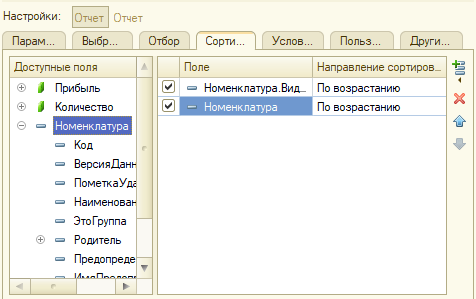 Настройки: Отчет Отчет
Парам... Выбр... Отбор Сорти... Услов... Польз... Други...
Доступные поля
Прибыль
Количество
Номенклатура
Код
ВерсияДанн
ПометкаУда
Наименован
ЭтоГруппа
Родитель
Предопреде
ИмяПредопр
Поле Направление сортиров...
Номенклатура.Вид... По возрастанию
Номенклатура По возрастанию